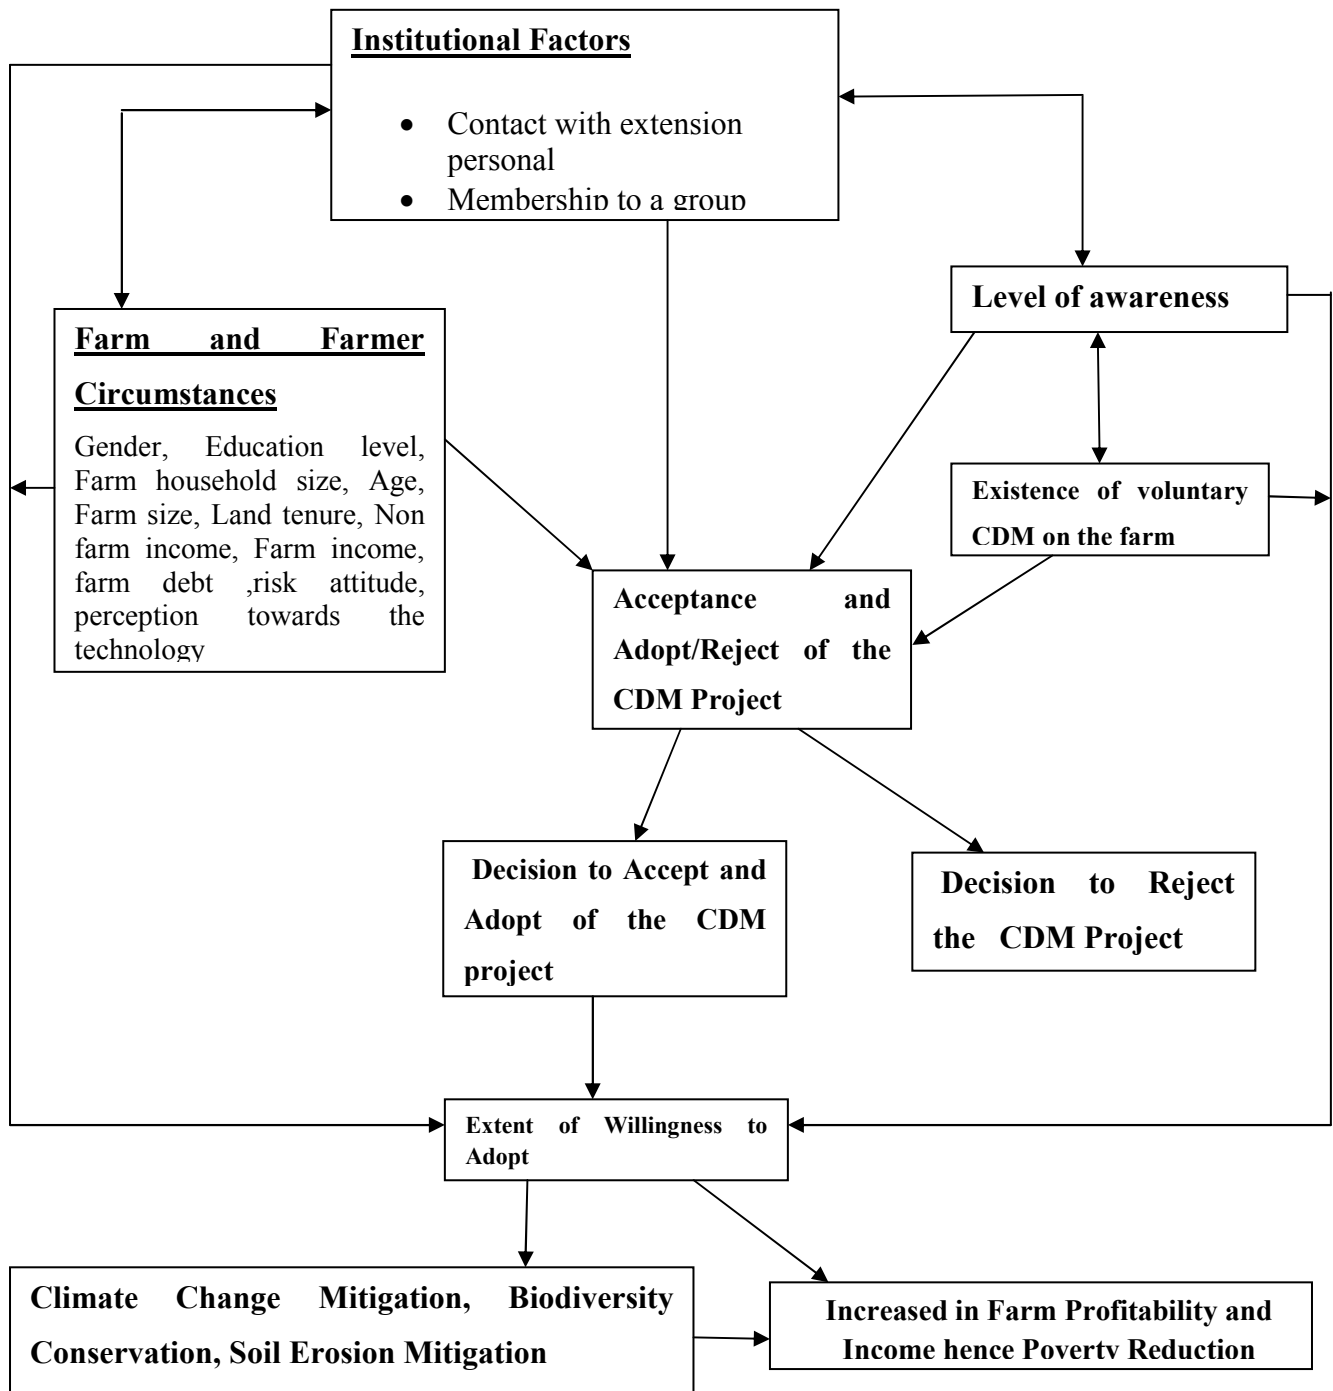 Institutional Factors
• Contact with extension
personal
• Membership to a group
Level of awareness
Farm and Farmer
Circumstances
Gender, Education level,
Farm household size, Age,
Farm size, Land tenure, Non
farm income, Farm income,
farm debt ,risk attitude,
perception towards the
technology
Existence of voluntary
CDM on the farm
Acceptance and
Adopt/Reject of the
CDM Project
Decision to Accept and
Adopt of the CDM
project
Decision to Reject
the CDM Project
Extent of Willingness to
Adopt
Climate Change Mitigation, Biodiversity
Conservation, Soil Erosion Mitigation
Increased in Farm Profitability and
Income hence Poverty Reduction